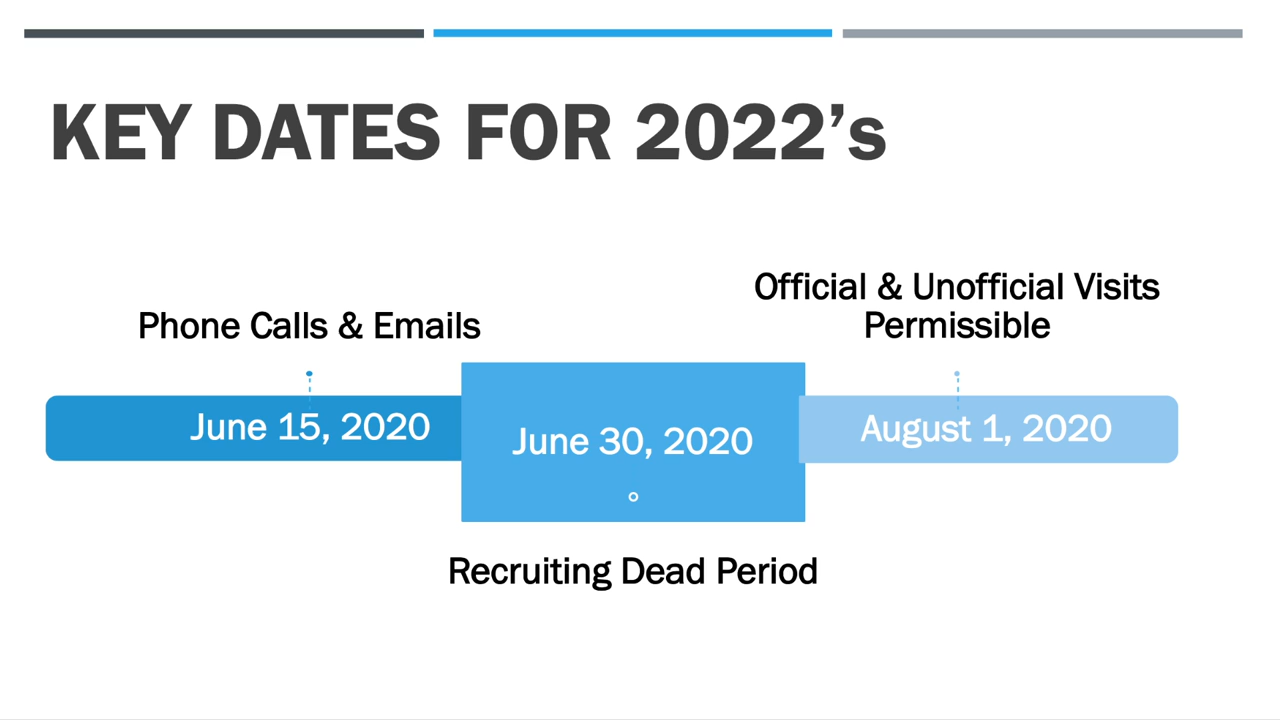 KEY DATES FOR 2022’s
Phone Calls & Emails
Official & Unofficial Visits
Permissible
June 15, 2020
June 30, 2020
August 1, 2020
Recruiting Dead Period